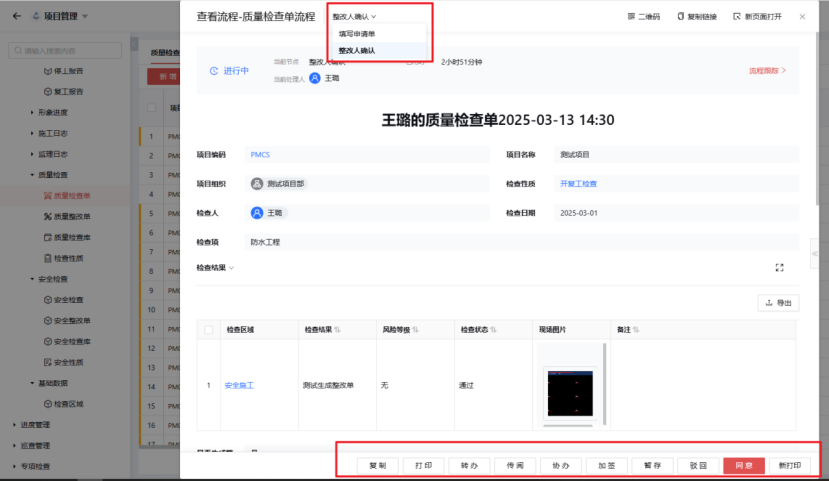 项目管理
请输入搜索内容
停工报告
复工报告
形象进度
施工日志
监理日志
质量检查
质量检查单
质量整改单
质量检查库
检查性质
安全检查
安全检查
安全整改单
安全检查库
安全性质
基础数据
检查区域
进度管理
巡查管理
专项检查
质量检查
新 增
项
1 PMC
2 PMC
3 PMC
4 PMC
5 PMC
6 PMC
7 PMC
8 PMC
9 PMC
10 PMC
11 PMC
12 PMC
13 PMC
14 PMC
15 PMC
16 PMC
17 PMC
查看流程-质量检查单流程 整改人确认
填写申请单
整改人确认
二维码 复制链接 新页面打开
进行中
当前节点 整改人确认 2小时51分钟
当前处理人 王璐
流程跟踪
王璐的质量检查单2025-03-13 14:30
项目编码 PMCS 项目名称 测试项目
项目组织 测试项目部 检查性质 开复工检查
检查人 王璐 检查日期 2025-03-01
检查项 防水工程
检查结果
导出
检查区域 检查结果 风险等级 检查状态 现场图片 备注
1 安全施工 测试生成整改单 无 通过
复制 打印 转办 传阅 协办 加签 暂存 驳回 同意 新打印